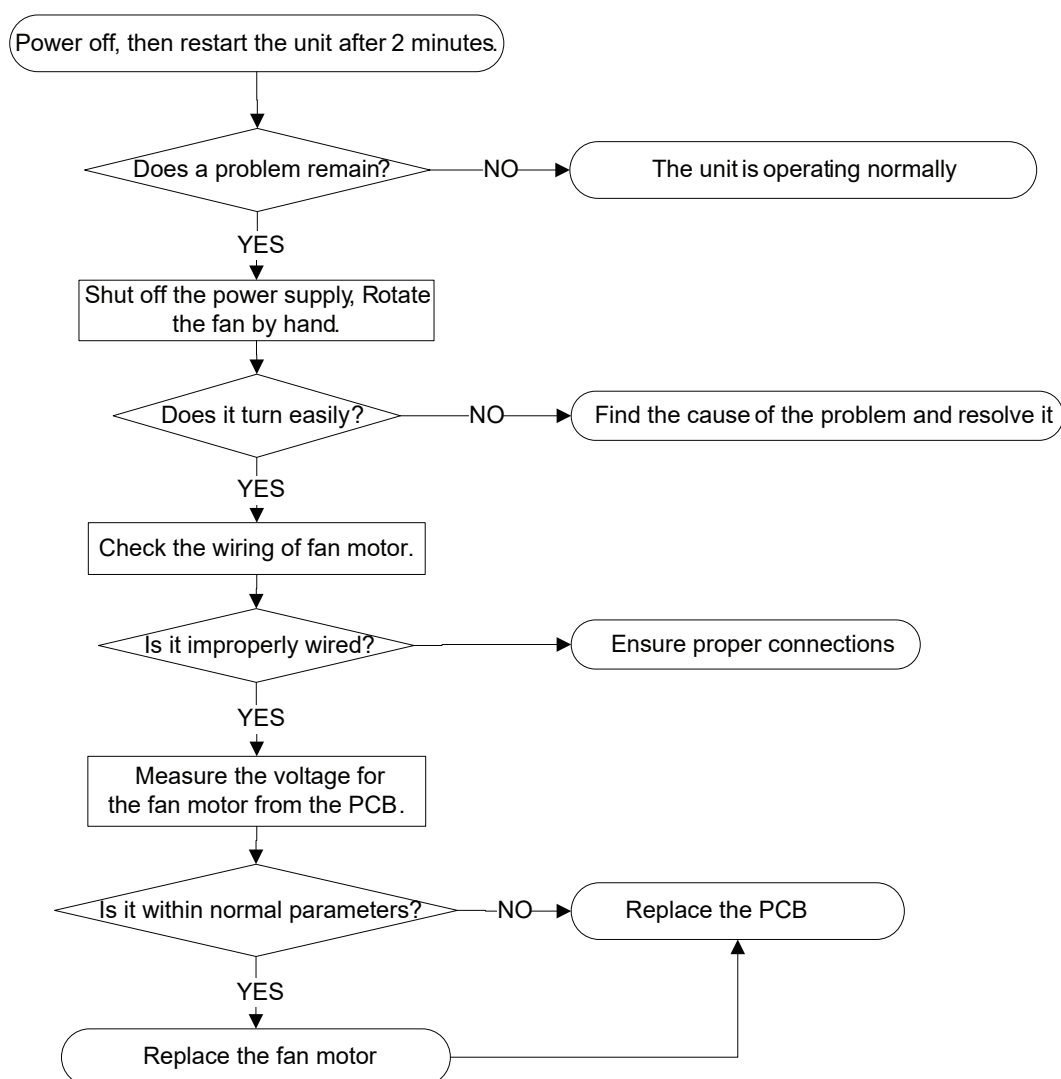 Power off, then restart the unit after 2 minutes.
Does a problem remain?
NO
The unit is operating normally
YES
Shut off the power supply, Rotate
the fan by hand.
Does it turn easily?
NO
Find the cause of the problem and resolve it
YES
Check the wiring of fan motor.
Is it improperly wired?
Ensure proper connections
YES
Measure the voltage for
the fan motor from the PCB.
Is it within normal parameters?
NO
Replace the PCB
YES
Replace the fan motor